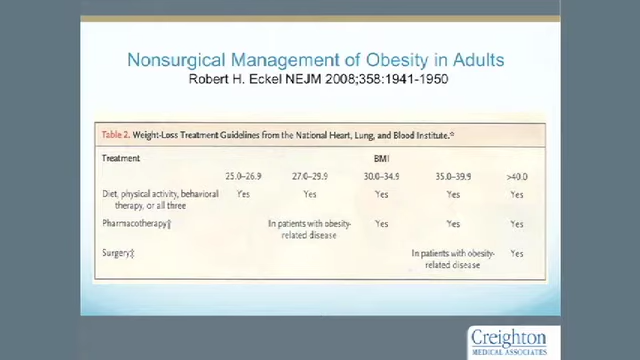 Nonsurgical Management of Obesity in Adults
Robert H. Eckel NEJM 2008;358:1941-1950
Table 2. Weight-Loss Treatment Guidelines from the National Heart, Lung, and Blood Institute.*
Treatment BMI
25.0–26.9 27.0–29.9 30.0–34.9 35.0–39.9 >40.0
Diet, physical activity, behavioral Yes Yes Yes Yes Yes
therapy, or all three
Pharmacotherapy‡ In patients with obesity- Yes Yes Yes
related disease
Surgery‡ In patients with obesity- Yes
related disease
Creighton
MEDICAL ASSOCIATES